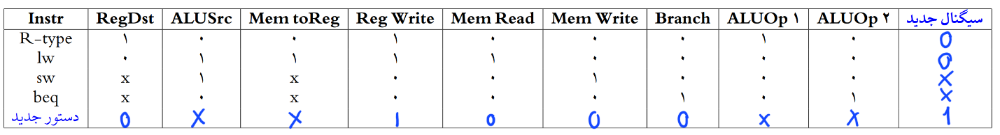 Instr RegDst ALUSrc Mem toReg Reg Write Mem Read Mem Write Branch ALUOp ۱ ALUOp ۲ سیگنال جدید
R-type ۱ ۰ ۰ ۱ ۰ ۰ ۰ ۱ ۰ 0
lw ۰ ۱ ۱ ۱ ۱ ۰ ۰ ۰ ۰ 0
sw x ۱ x ۰ ۰ ۱ ۰ ۰ ۰ X
beq x ۰ x ۰ ۰ ۰ ۱ ۰ ۱ X
دستور جدید 0 X X 1 0 0 0 X X 1